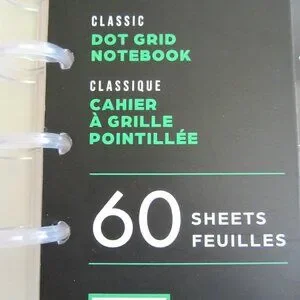 CLASSIC
DOT GRID
NOTEBOOK
CLASSIQUE
CAHIER
À GRILLE
POINTILLÉE
60 SHEETS
FEUILLES